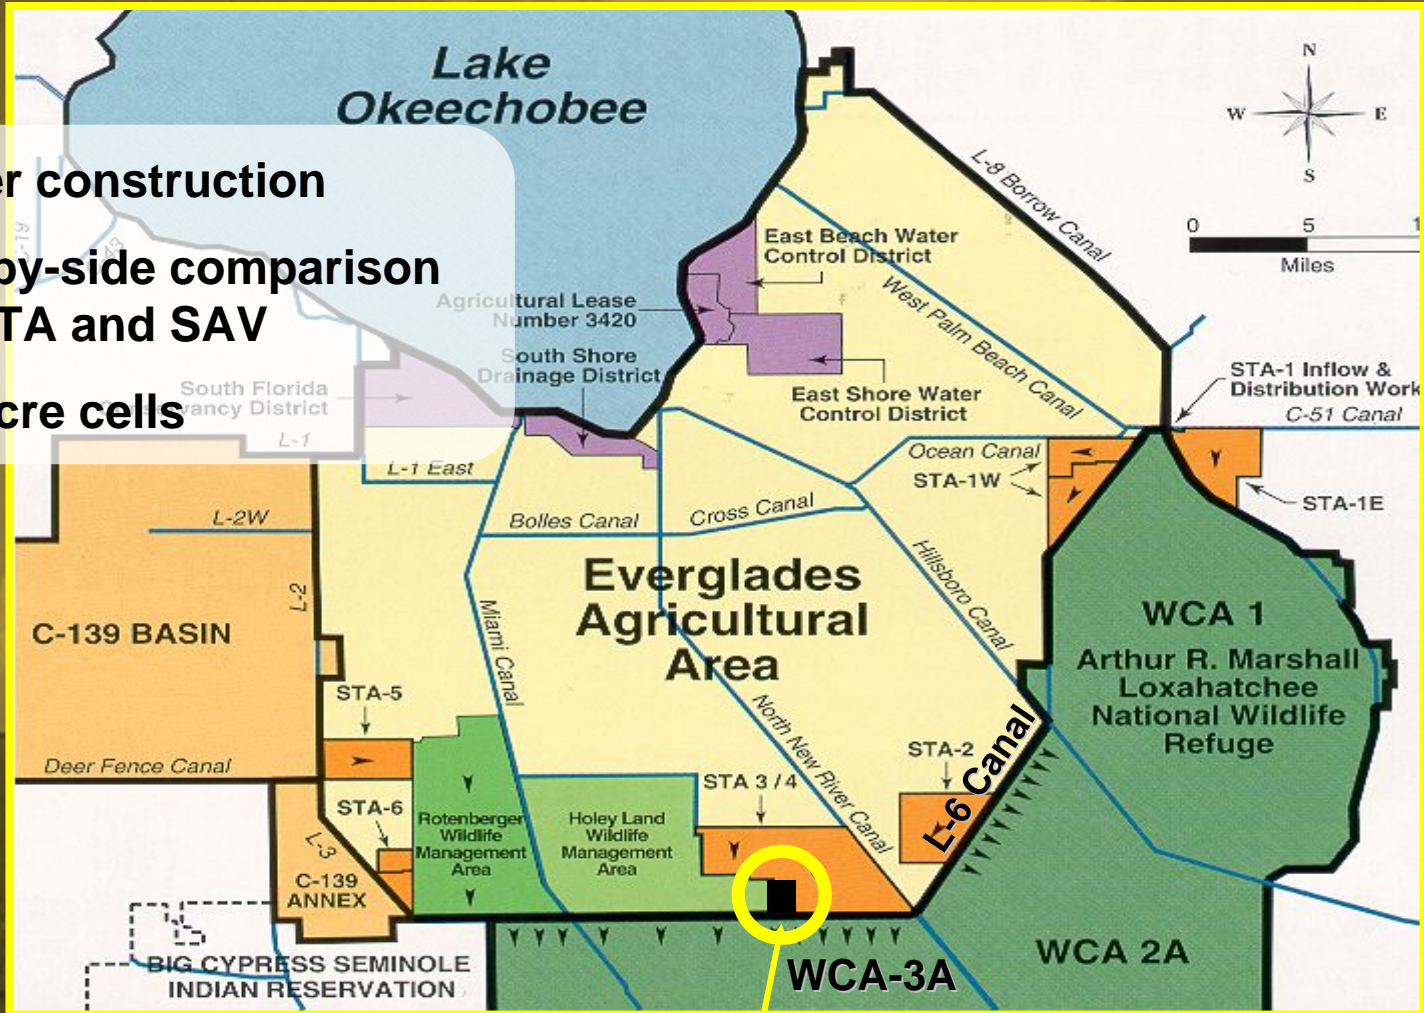 Lake
Okeechobee
N
W
E
S
0
5
1
Miles
er construction
by-side comparison
TA and SAV
cre cells
C-19
L-8 Borrow Canal
East Beach Water
Control District
West Palm Beach Canal
Agricultural Lease
Number 3420
South Shore
Drainage District
East Shore Water
Control District
South Florida
Conservancy District
STA-1 Inflow &
Distribution Work
C-51 Canal
L-1
L-1 East
Ocean Canal
STA-1W
STA-1E
L-2W
Bolles Canal
Cross Canal
Hillsboro Canal
L-2
C-139 BASIN
Everglades
Agricultural
Area
Miami Canal
WCA 1
Arthur R. Marshall
Loxahatchee
National Wildlife
Refuge
STA-5
North New River Canal
STA-2
L-6 Canal
Deer Fence Canal
STA 3 / 4
STA-6
Rotenberger
Wildlife
Management
Area
Holey Land
Wildlife
Management
Area
L-3
C-139
ANNEX
BIG CYPRESS SEMINOLE
INDIAN RESERVATION
WCA-3A
WCA 2A